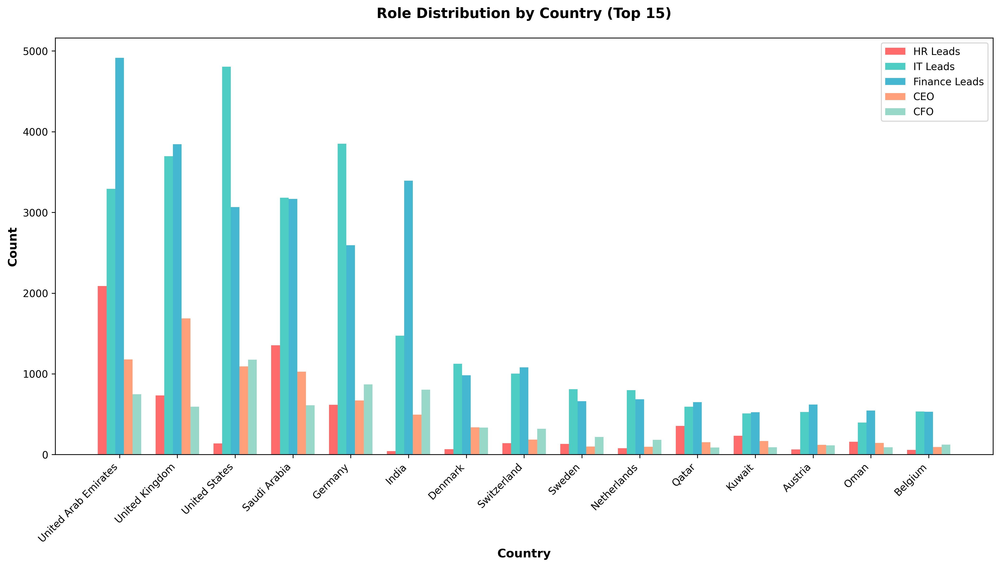 Role Distribution by Country (Top 15)
5000
4000
3000
2000
1000
0
Count
HR Leads
IT Leads
Finance Leads
CEO
CFO
United Arab Emirates
United Kingdom
United States
Saudi Arabia
Germany
India
Denmark
Switzerland
Sweden
Netherlands
Qatar
Kuwait
Austria
Oman
Belgium
Country